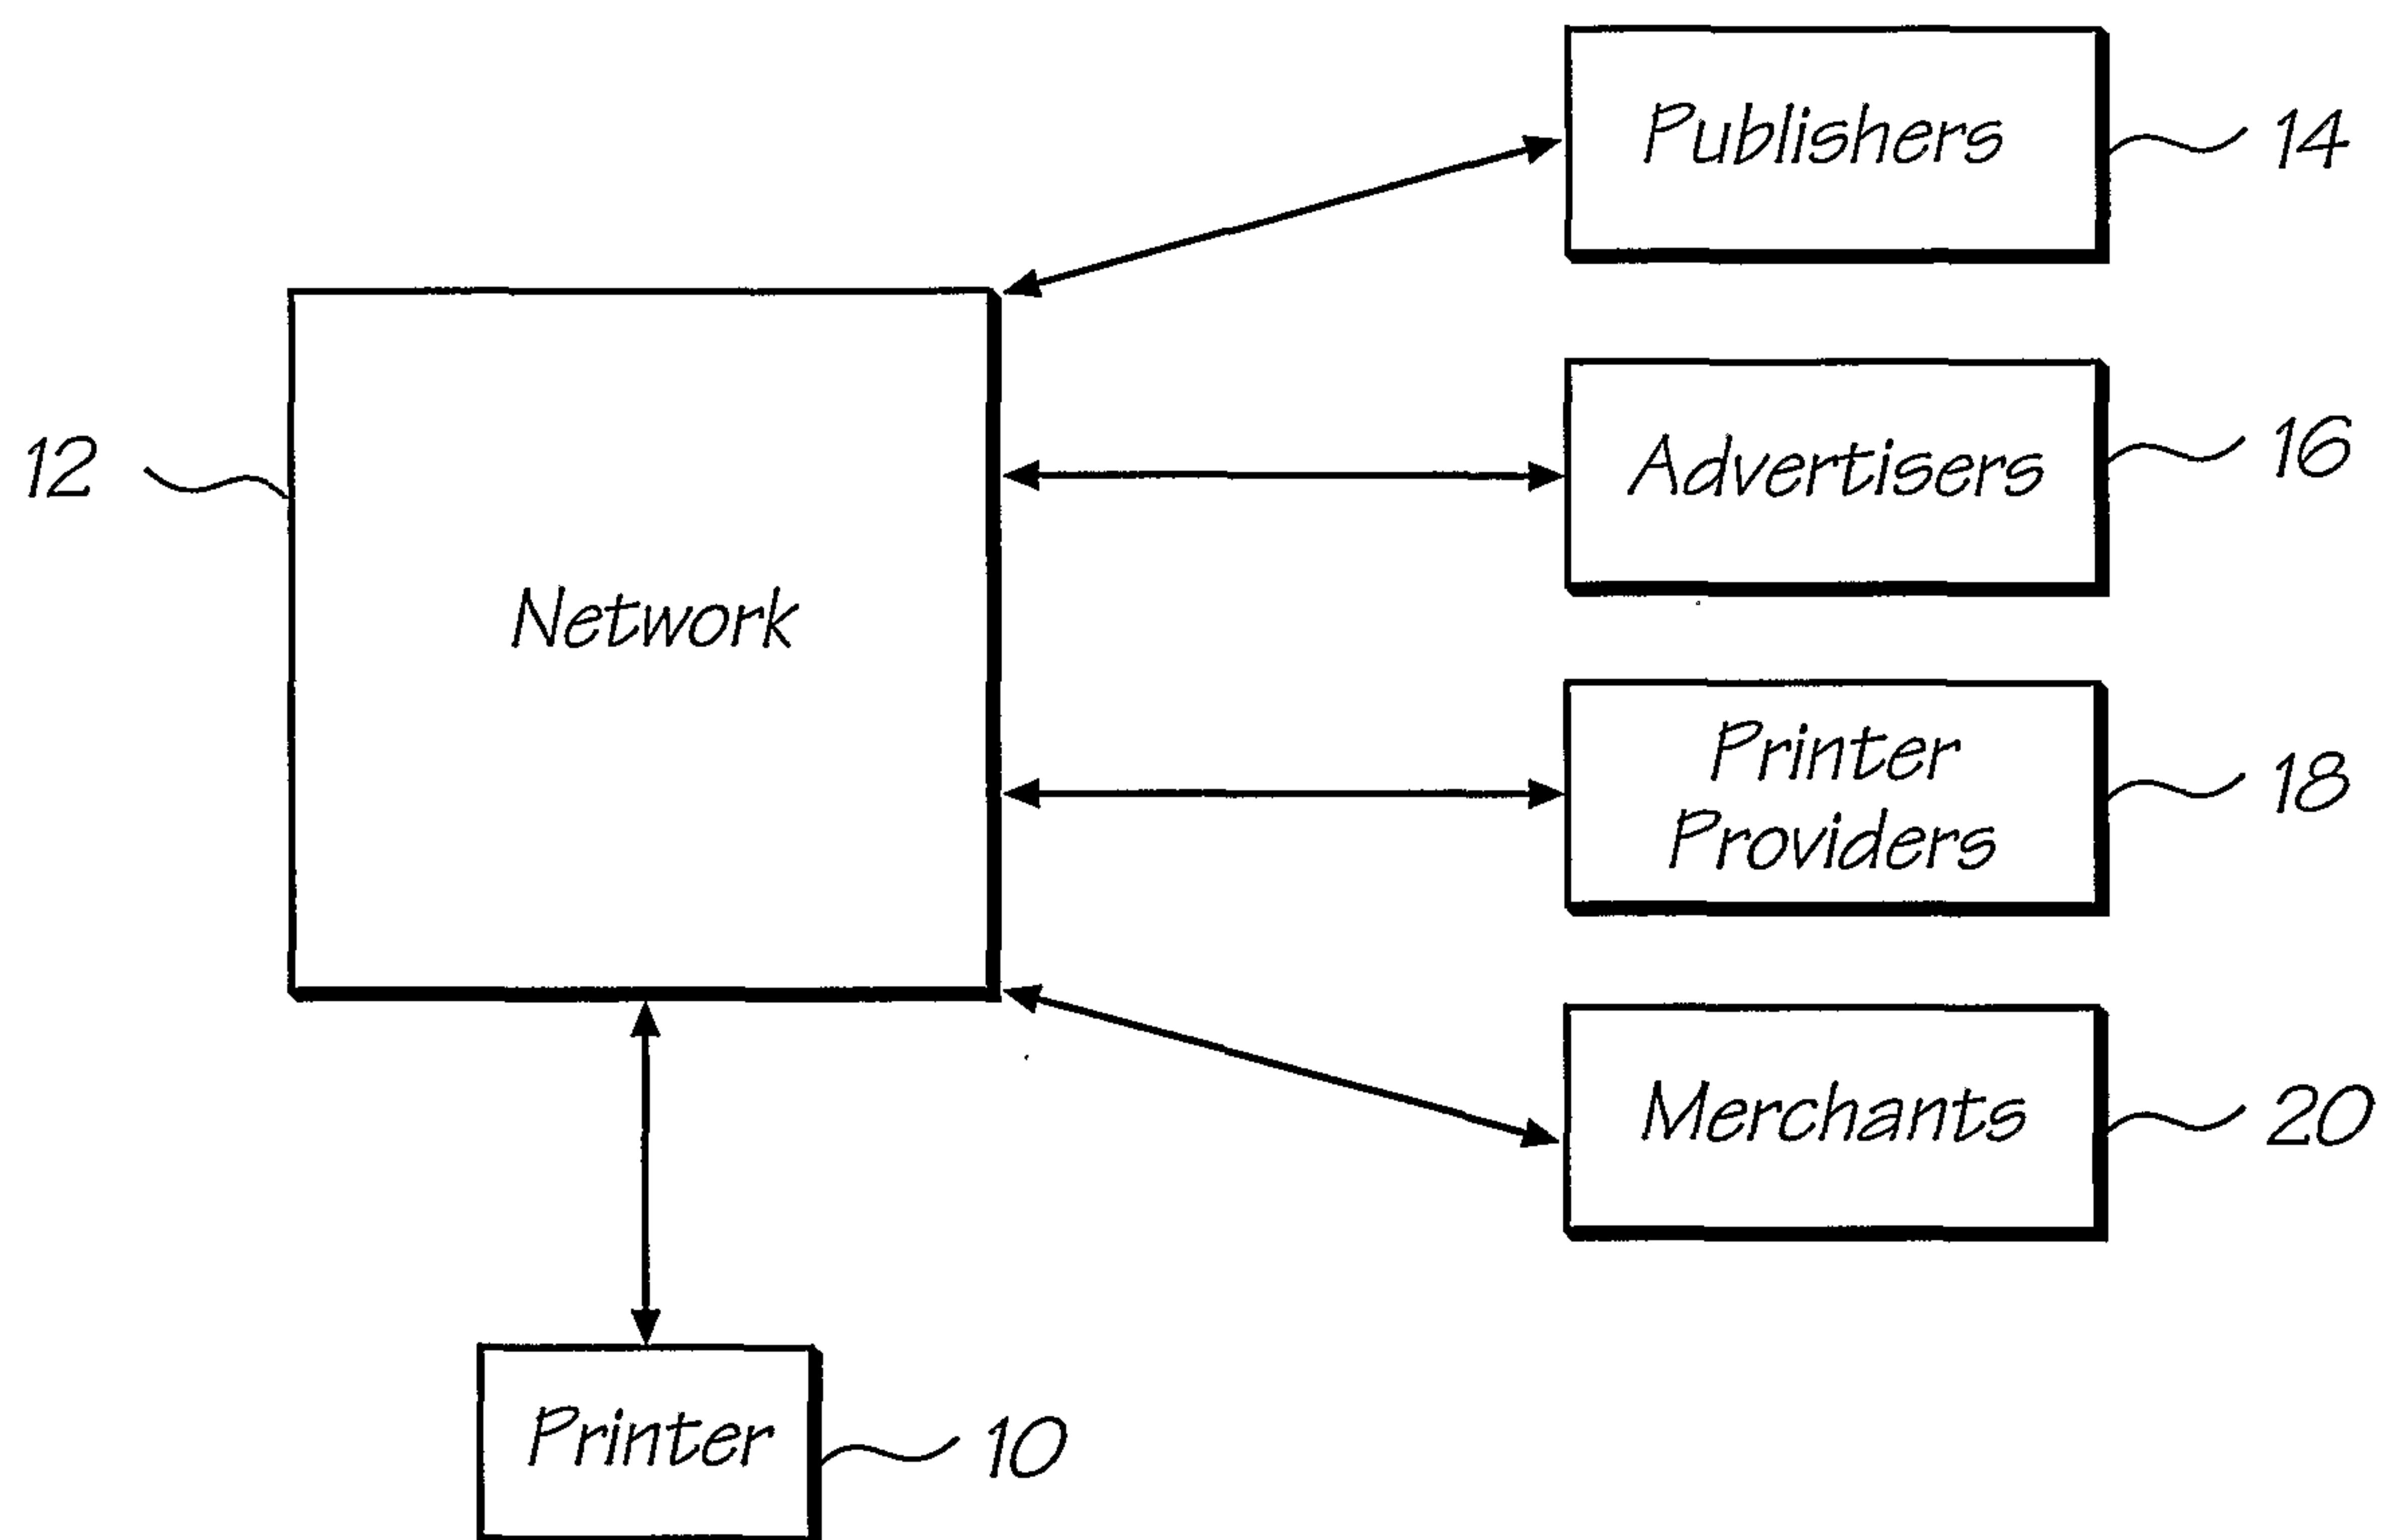 Publishers
14
12
Advertisers
16
Network
Printer
Providers
18
Merchants
20
Printer
10